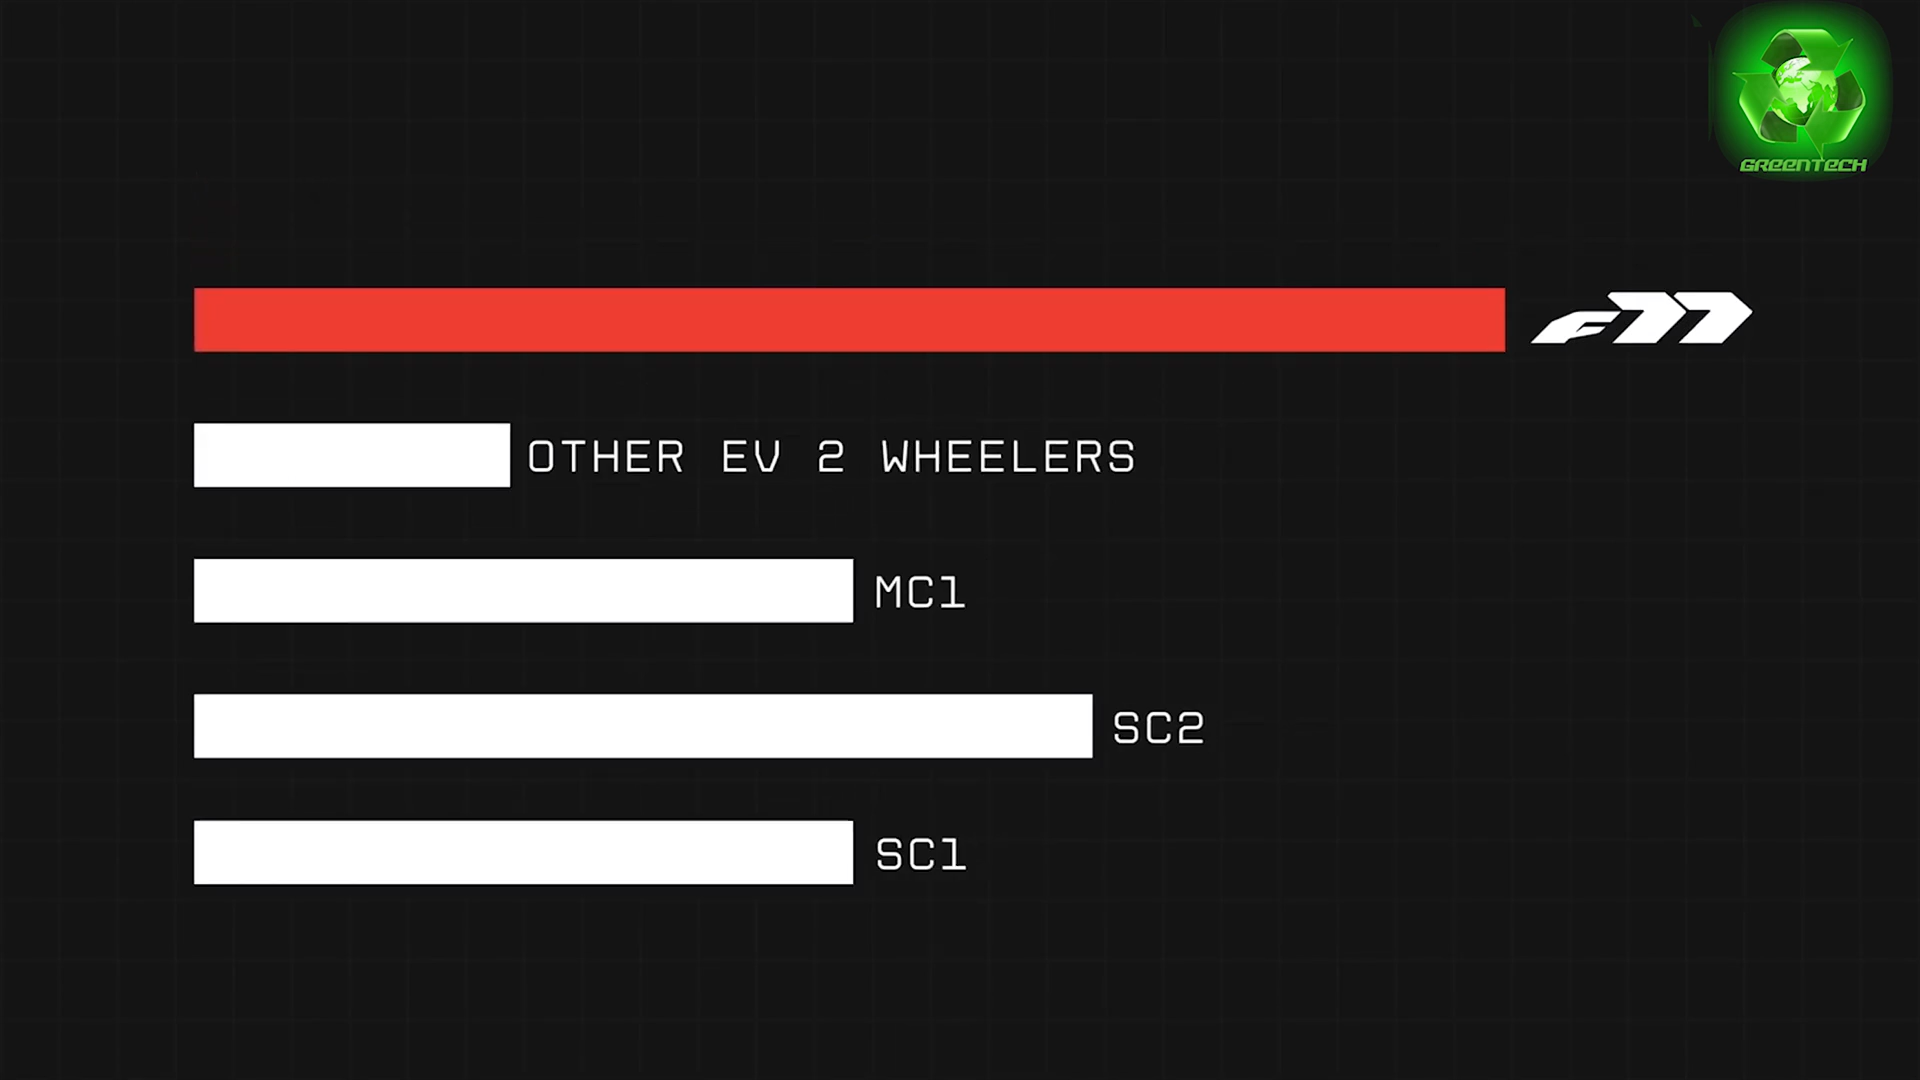 GREENTECH
F77
OTHER EV 2 WHEELERS
MC1
SC2
SC1